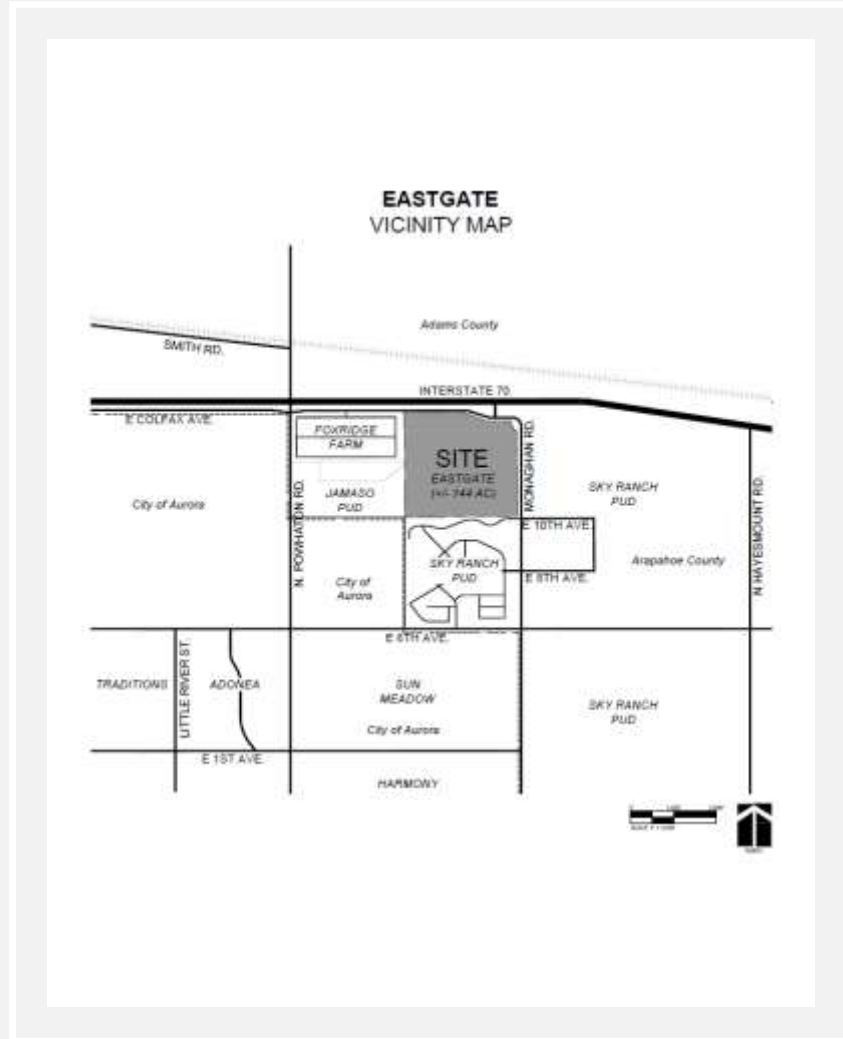 EASTGATE
VICINITY MAP
Adams County
SMITH RD.
INTERSTATE 70
E COLFAX AVE.
FOXRIDGE
FARM
SITE
EASTGATE
(+/- 144 AC)
MONAGHAN RD.
JAMASO
PUD
N. POWHATON RD.
City of Aurora
SKY RANCH
PUD
E 10TH AVE.
N HAYESMOUNT RD.
SKY RANCH
PUD
Arapahoe County
E 8TH AVE.
City of
Aurora
E 6TH AVE.
TRADITIONS
LITTLE RIVER ST.
ADONEA
SUN
MEADOW
City of Aurora
SKY RANCH
PUD
E 1ST AVE.
HARMONY